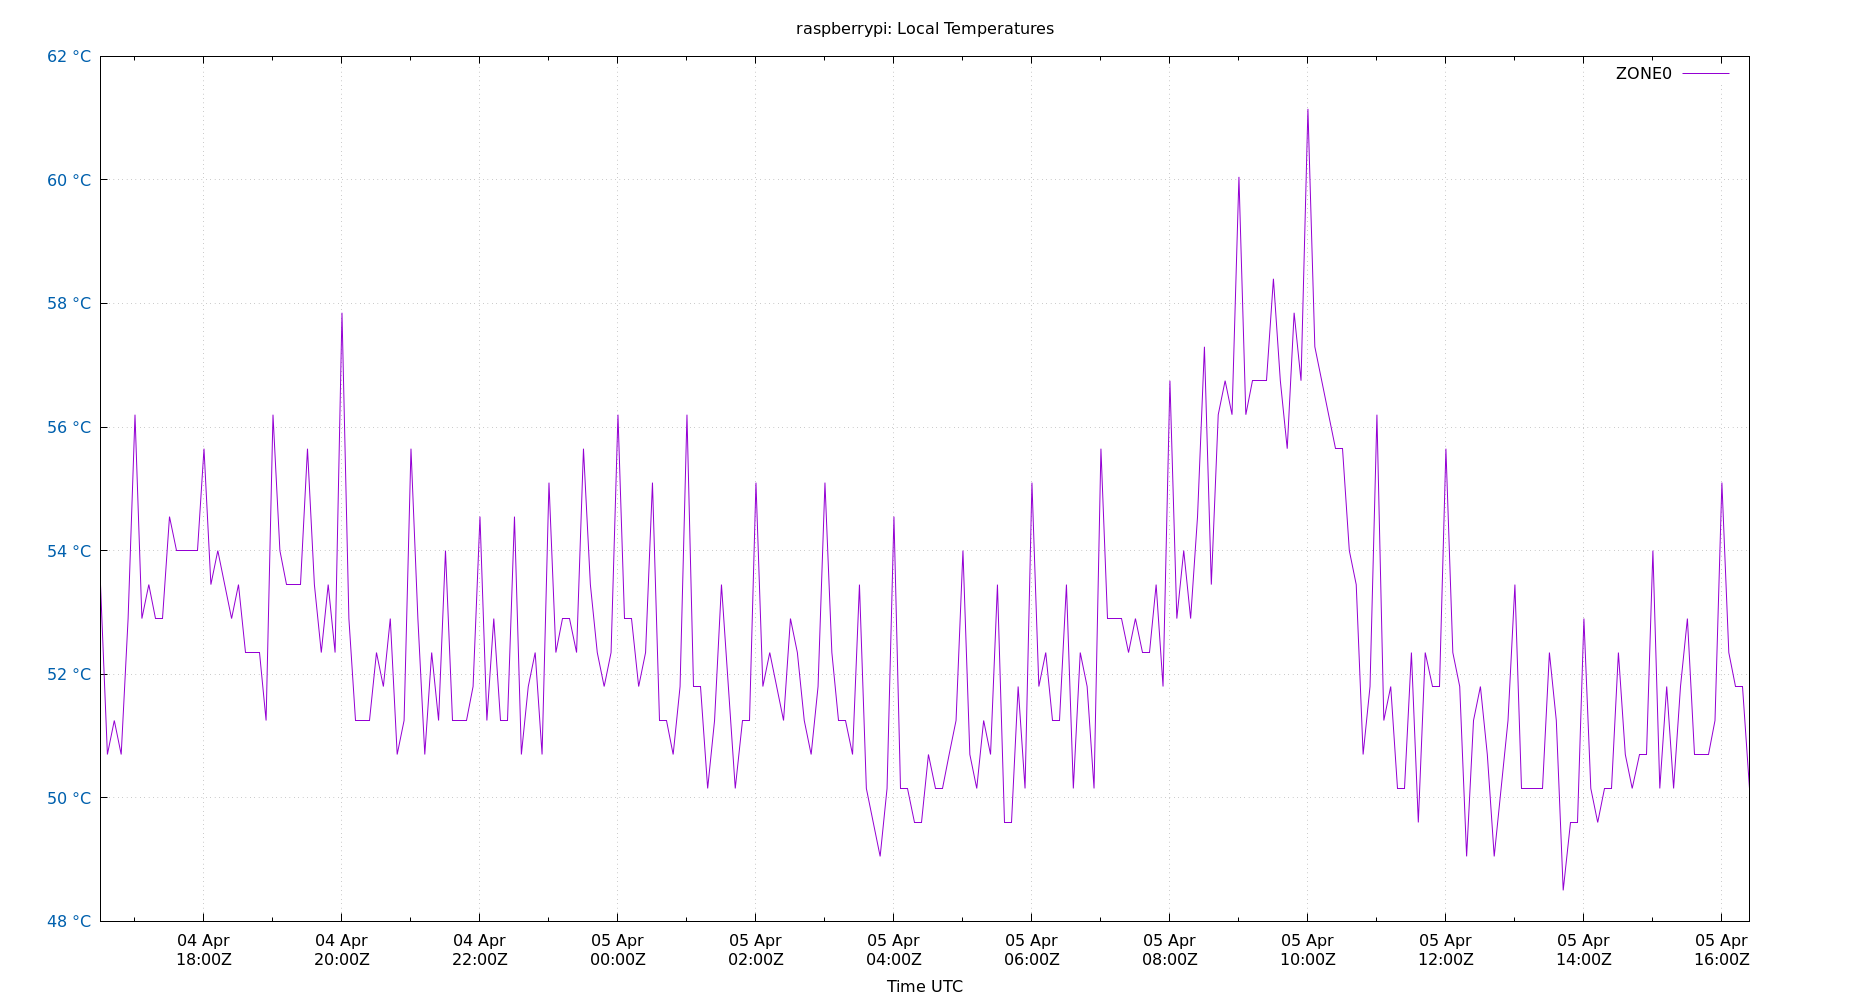 raspberrypi: Local Temperatures
ZONE0
62 °C
60 °C
58 °C
56 °C
54 °C
52 °C
50 °C
48 °C
04 Apr
18:00Z
04 Apr
20:00Z
04 Apr
22:00Z
05 Apr
00:00Z
05 Apr
02:00Z
05 Apr
04:00Z
05 Apr
06:00Z
05 Apr
08:00Z
05 Apr
10:00Z
05 Apr
12:00Z
05 Apr
14:00Z
05 Apr
16:00Z
Time UTC